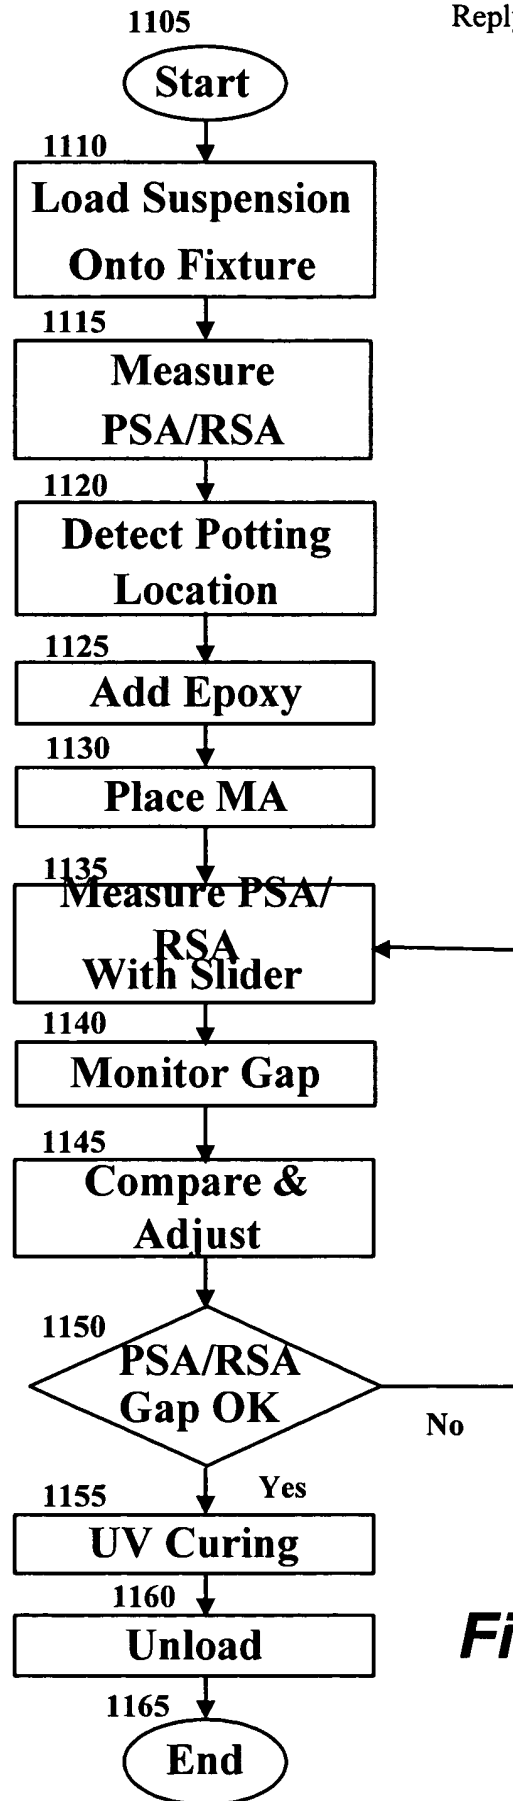 1105
Reply
Start
1110
Load Suspension
Onto Fixture
1115
Measure
PSA/RSA
1120
Detect Potting
Location
1125
Add Epoxy
1130
Place MA
1135
Measure PSA/
RSA
With Slider
1140
Monitor Gap
1145
Compare &
Adjust
1150
PSA/RSA
Gap OK
No
Yes
1155
UV Curing
1160
Unload
Fi
1165
End